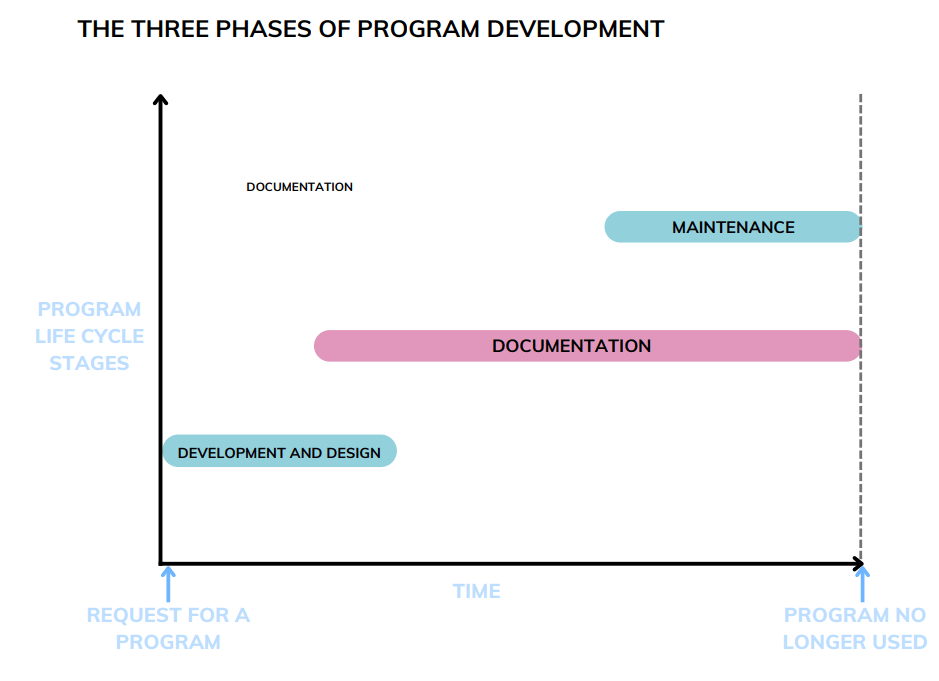 THE THREE PHASES OF PROGRAM DEVELOPMENT
DOCUMENTATION
MAINTENANCE
PROGRAM
LIFE CYCLE
STAGES
DOCUMENTATION
DEVELOPMENT AND DESIGN
TIME
REQUEST FOR A
PROGRAM
PROGRAM NO
LONGER USED